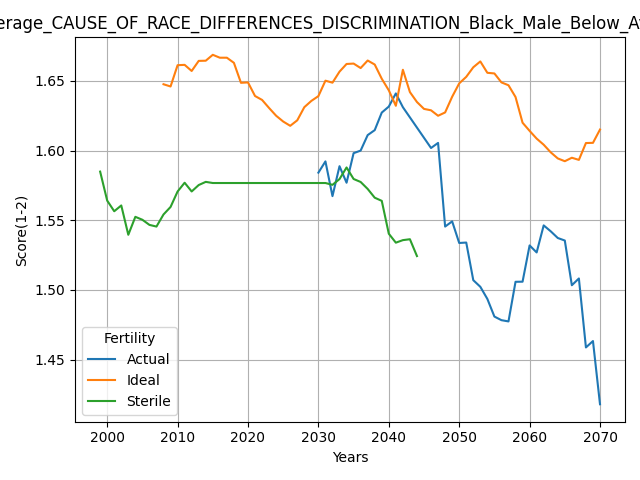 erage_CAUSE_OF_RACE_DIFFERENCES_DISCRIMINATION_Black_Male_Below_A
Score(1-2)
1.65
1.60
1.55
1.50
1.45
Fertility
Actual
Ideal
Sterile
2000 2010 2020 2030 2040 2050 2060 2070
Years